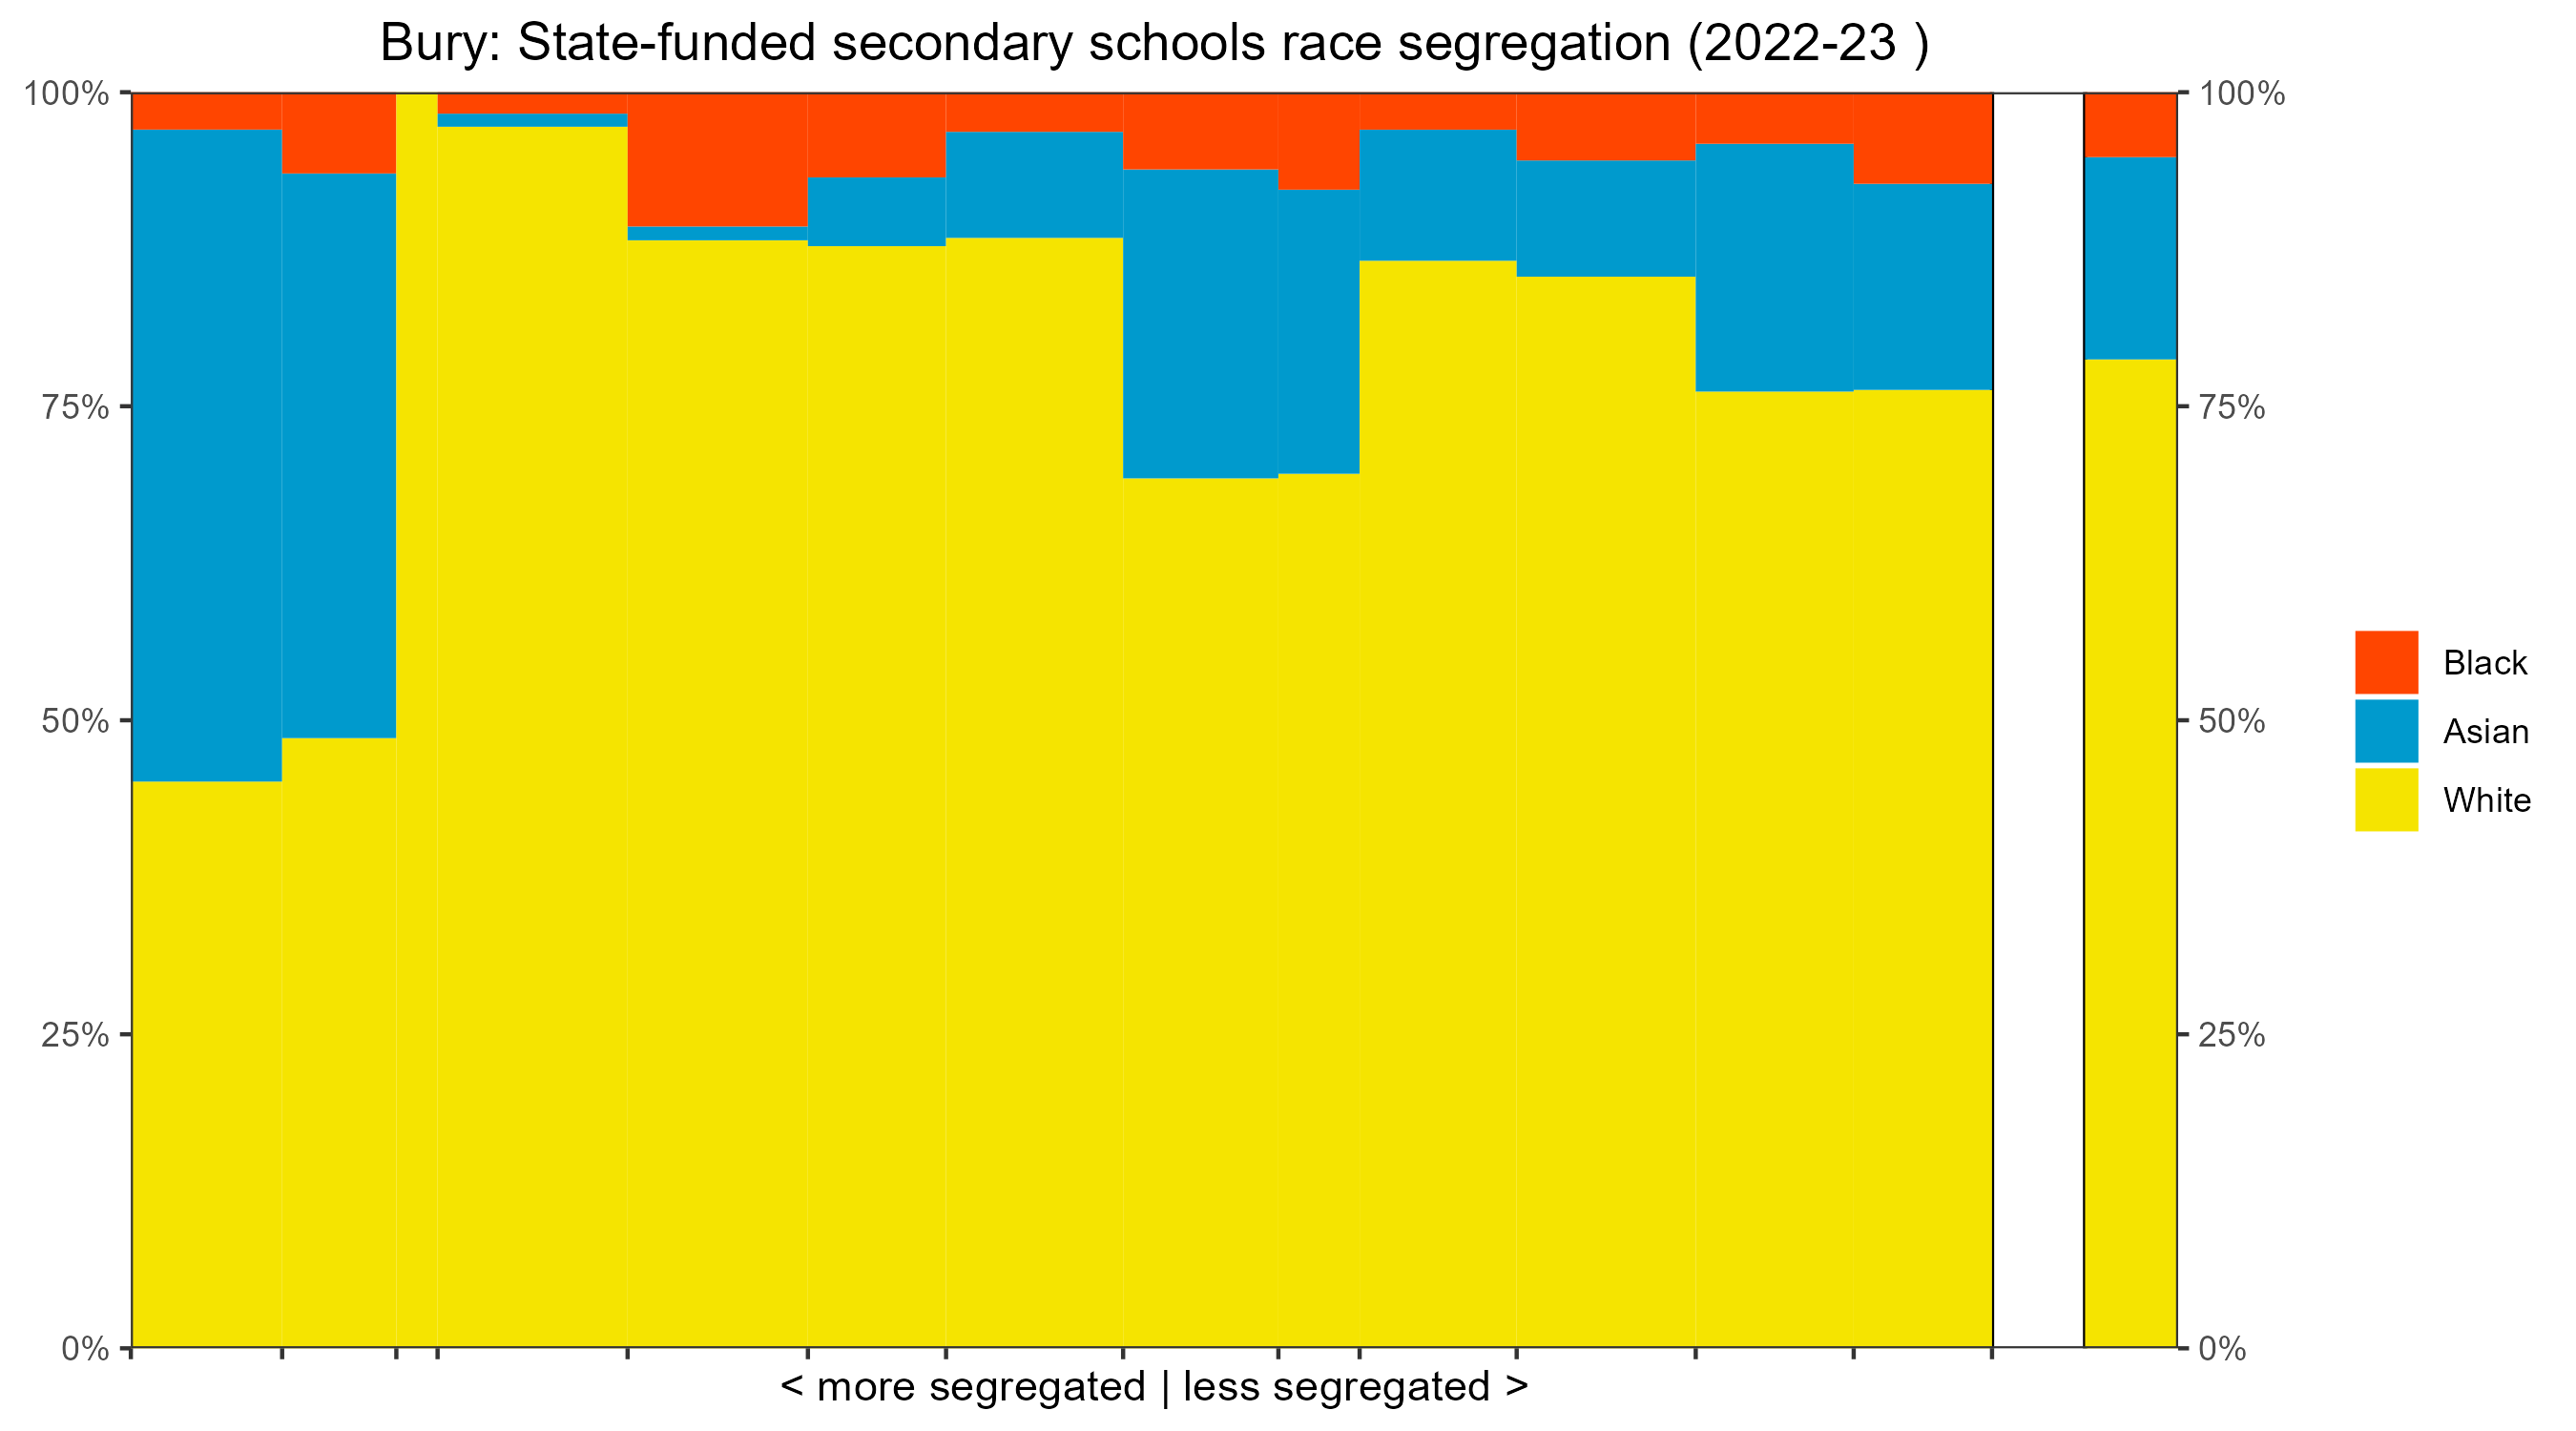 Bury: State-funded secondary schools race segregation (2022-23 )
100%
75%
50%
25%
0%
100%
75%
50%
25%
0%
Black
Asian
White
< more segregated | less segregated >